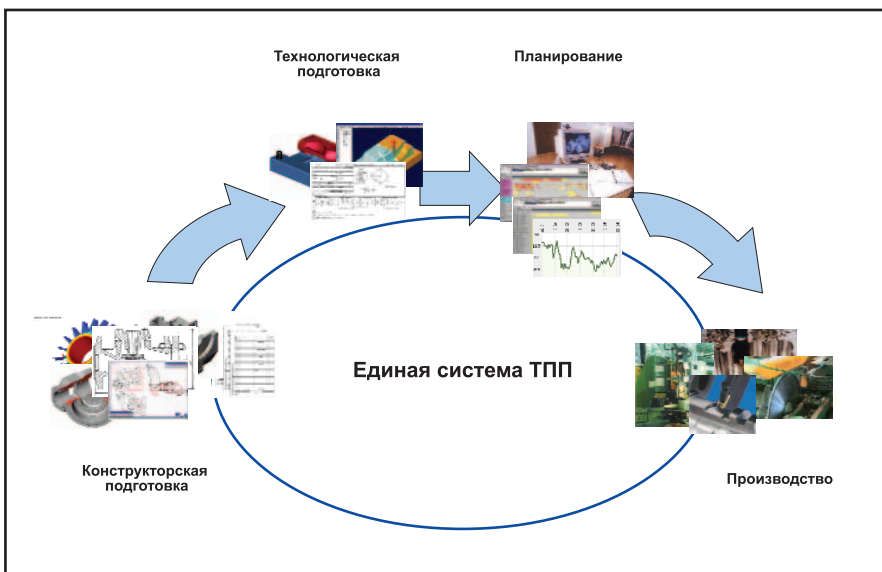 Технологическая
подготовка
Планирование
Единая система ТПП
Конструкторская
подготовка
Производство